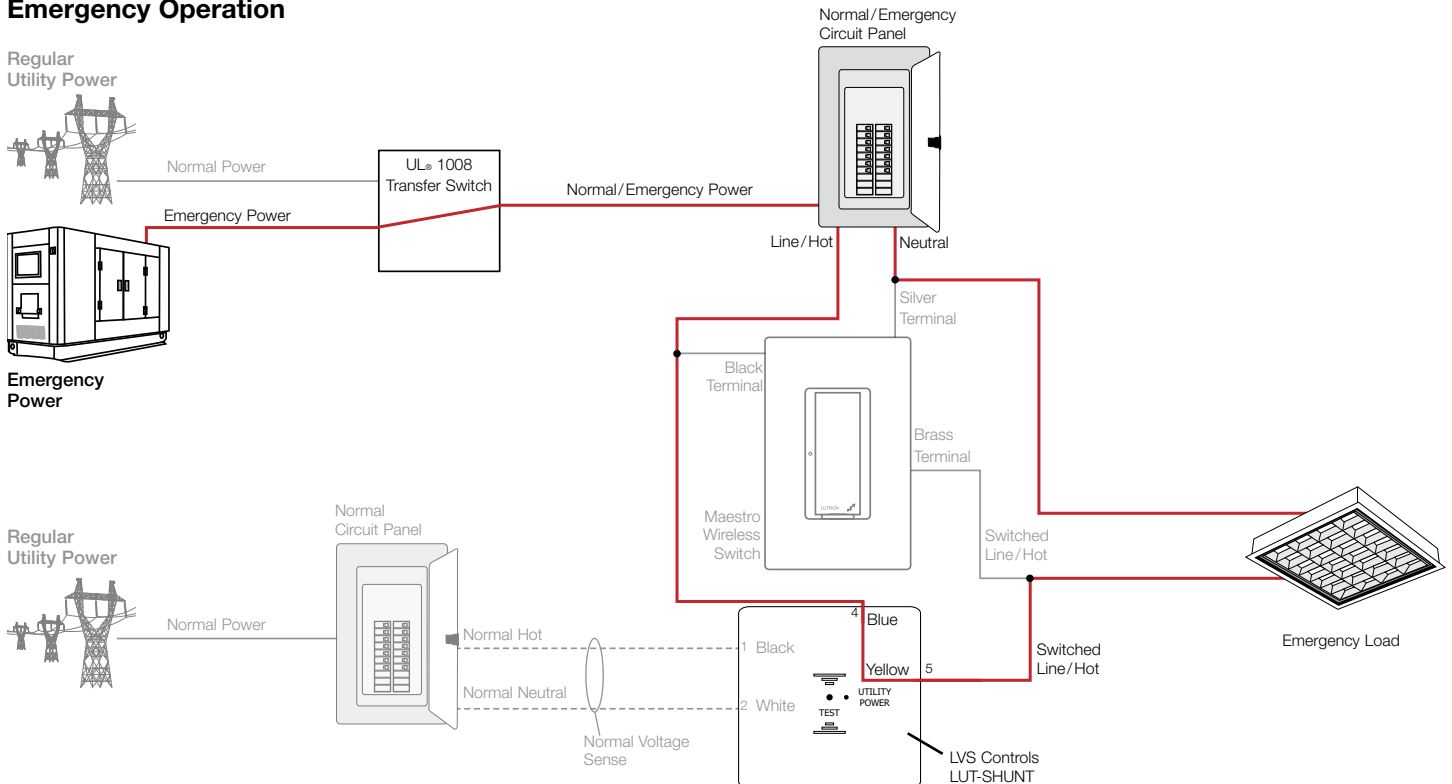 Emergency Operation
Normal/Emergency
Circuit Panel
Regular
Utility Power
Normal Power
UL® 1008
Transfer Switch
Normal/Emergency Power
Emergency Power
Line/Hot
Neutral
Silver
Terminal
Emergency
Power
Black
Terminal
Brass
Terminal
LUTRON
Maestro
Wireless
Switch
Switched
Line/Hot
Normal
Circuit Panel
Regular
Utility Power
Normal Power
Normal Hot
Normal Neutral
Normal Voltage
Sense
1 Black
2 White
4 Blue
Yellow 5
UTILITY
POWER
TEST
Switched
Line/Hot
Emergency Load
LVS Controls
LUT-SHUNT